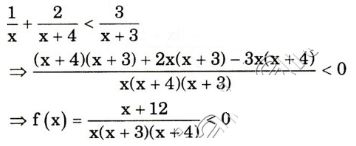 1/x + 2/(x+4) < 3/(x+3)
⇒ ((x+4)(x+3)+2x(x+3)−3x(x+4))/(x(x+4)(x+3)) < 0
⇒ f(x) = (x+12)/(x(x+3)(x+4)) < 0